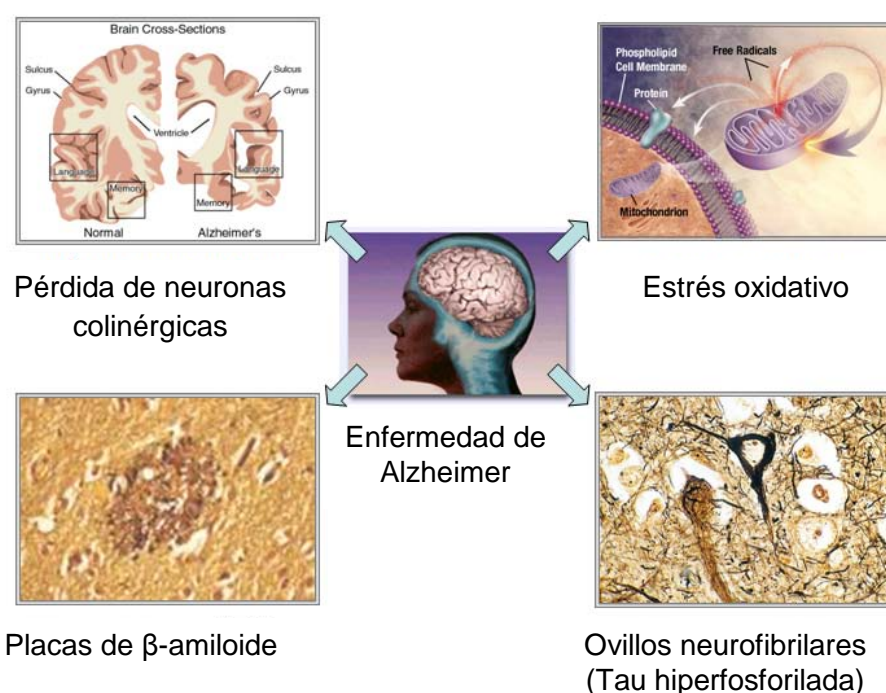 Brain Cross-Sections
Sulcus
Gyrus
Sulcus
Gyrus
Ventricle
Language
Language
Memory
Memory
Normal
Alzheimer's
Pérdida de neuronas
colinérgicas
Phospholipid
Cell Membrane
Free Radicals
Protein
Mitochondrion
Estrés oxidativo
Enfermedad de
Alzheimer
Placas de β-amiloide
Ovillos neurofibrilares
(Tau hiperfosforilada)